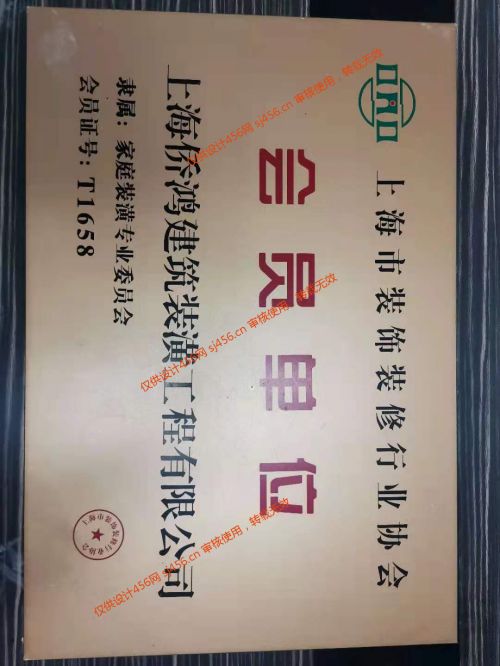 上海市装饰装修行业协会
会员单位
上海侨鸿建筑装潢工程有限公司
隶属：家庭装潢专业委员会
会员证号：T1658
仅供设计456网 sj456.cn 审核使用，转载无效
仅供设计456网 sj456.cn 审核使用，转载无效
仅供设计456网 sj456.cn 审核使用，转载无效